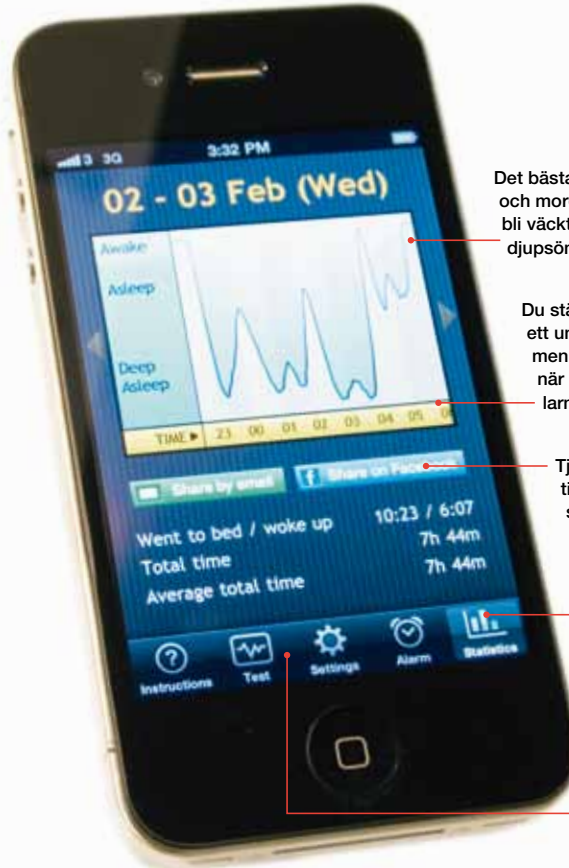 3 3G 3:32 PM
02 - 03 Feb (Wed)
Awake
Asleep
Deep
Asleep
TIME 23 00 01 02 03 04 05
Share by email
f Share on Facebook
Went to bed / woke up 10:23 / 6:07
Total time 7h 44m
Average total time 7h 44m
?
Instructions Test Settings Alarm Statistics
Det bästa
och mor
bli väckt
djupsör
Du stä
ett ur
men
när
larn
Tj
ti
s